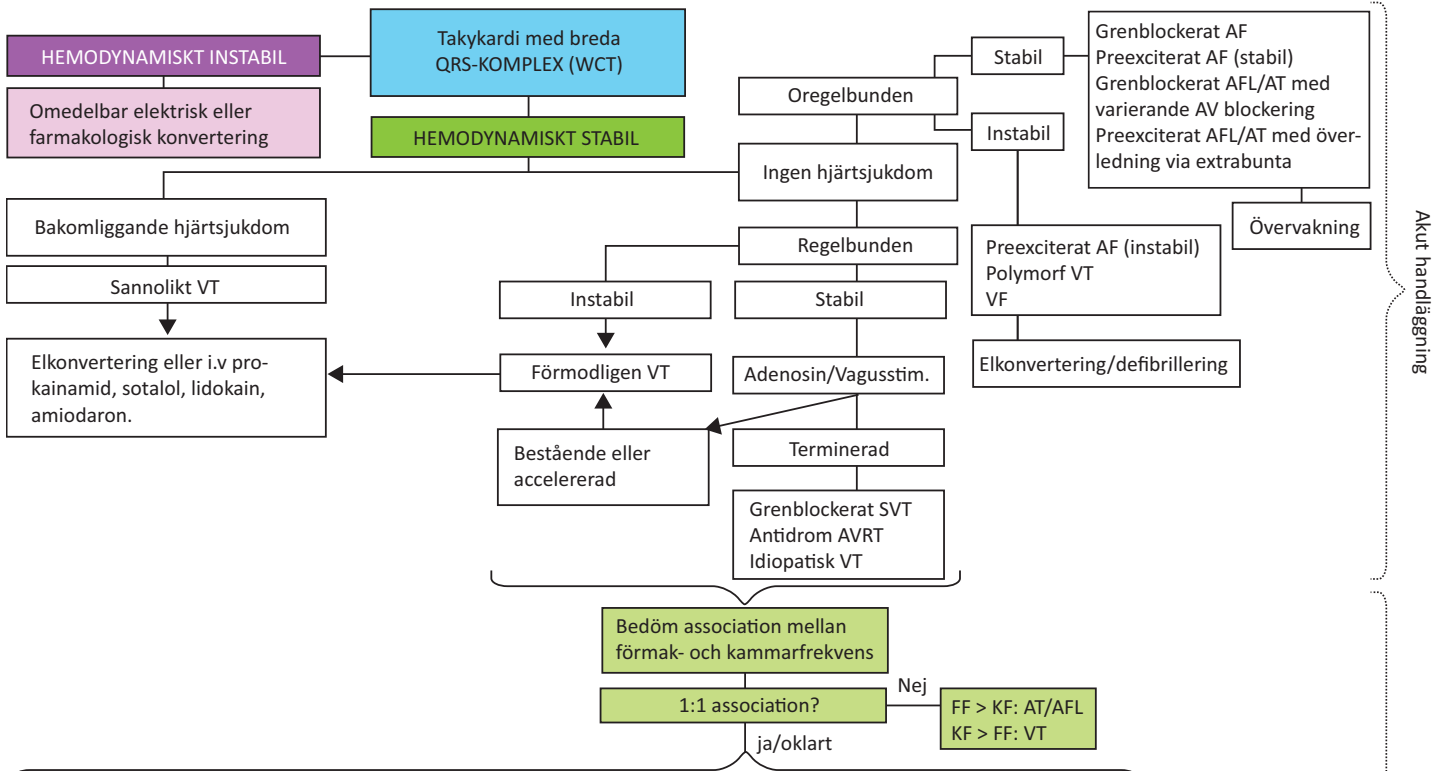 HEMODYNAMISKT INSTABIL
Omedelbar elektrisk eller
farmakologisk konvertering
Takykardi med breda
QRS-KOMPLEX (WCT)
HEMODYNAMISKT STABIL
Oregelbunden
Stabil
Instabil
Grenblockerat AF
Preexciterat AF (stabil)
Grenblockerat AFL/AT med
varierande AV blockering
Preexciterat AFL/AT med över-
ledning via extrabunta
Övervakning
Ingen hjärtsjukdom
Bakomliggande hjärtsjukdom
Sannolikt VT
Elkonvertering eller i.v pro-
kainamid, sotalol, lidokain,
amiodaron.
Regelbunden
Instabil
Stabil
Preexciterat AF (instabil)
Polymorf VT
VF
Elkonvertering/defibrillering
Förmodligen VT
Adenosin/Vagusstim.
Bestående eller
accelererad
Terminerad
Grenblockerat SVT
Antidrom AVRT
Idiopatisk VT
Akut handläggning
Bedöm association mellan
förmak- och kammarfrekvens
1:1 association?
Nej
FF > KF: AT/AFL
KF > FF: VT
ja/oklart